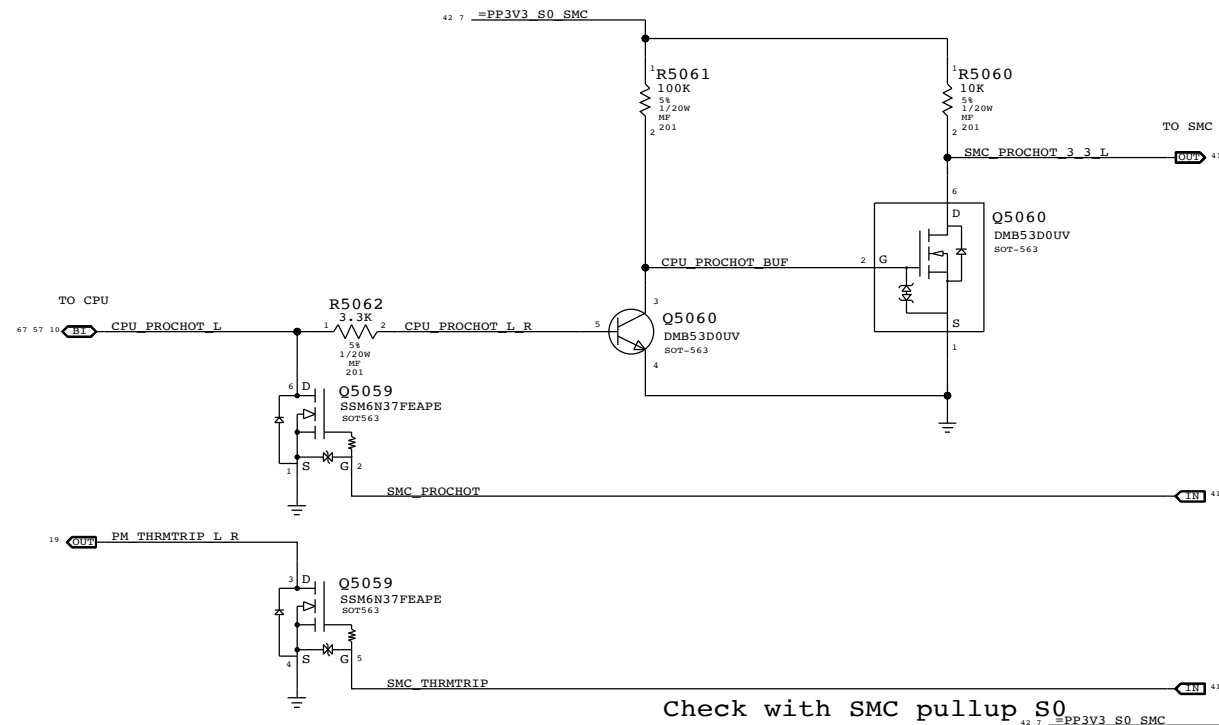 42 7 =PP3V3_S0_SMC
1 R5061
100K
5%
1/20W
MF
2 201
1 R5060
10K
5%
1/20W
MF
2 201
TO SMC
SMC_PROCHOT_3_3_L OUT 41
6
D
Q5060
DMB53D0UV
SOT-563
CPU_PROCHOT_BUF 2 G
S
1
TO CPU
67 57 10 BI CPU_PROCHOT_L
R5062
1 3.3K 2
5%
1/20W
MF
201
CPU_PROCHOT_L_R 5
3
Q5060
DMB53D0UV
SOT-563
4
6 D
Q5059
SSM6N37FEAPE
SOT563
1 S G 2
SMC_PROCHOT IN 41
19 OUT PM_THRMTRIP_L_R
3 D
Q5059
SSM6N37FEAPE
SOT563
4 S G 5
SMC_THRMTRIP IN 41
Check with SMC pullup S0
42 7 =PP3V3_S0_SMC